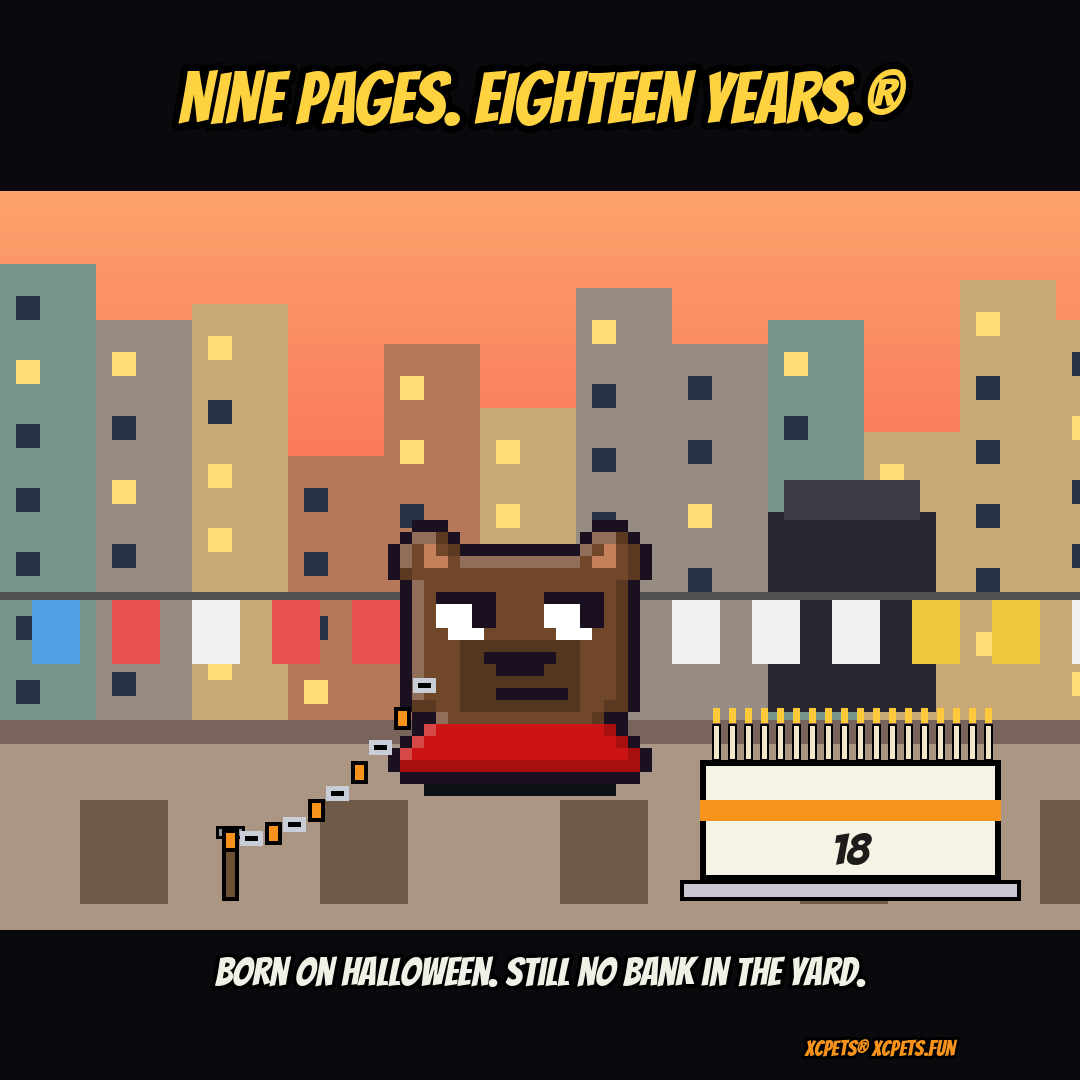 NINE PAGES. EIGHTEEN YEARS.®
18
BORN ON HALLOWEEN. STILL NO BANK IN THE YARD.
XCPETS® XCPETS.FUN